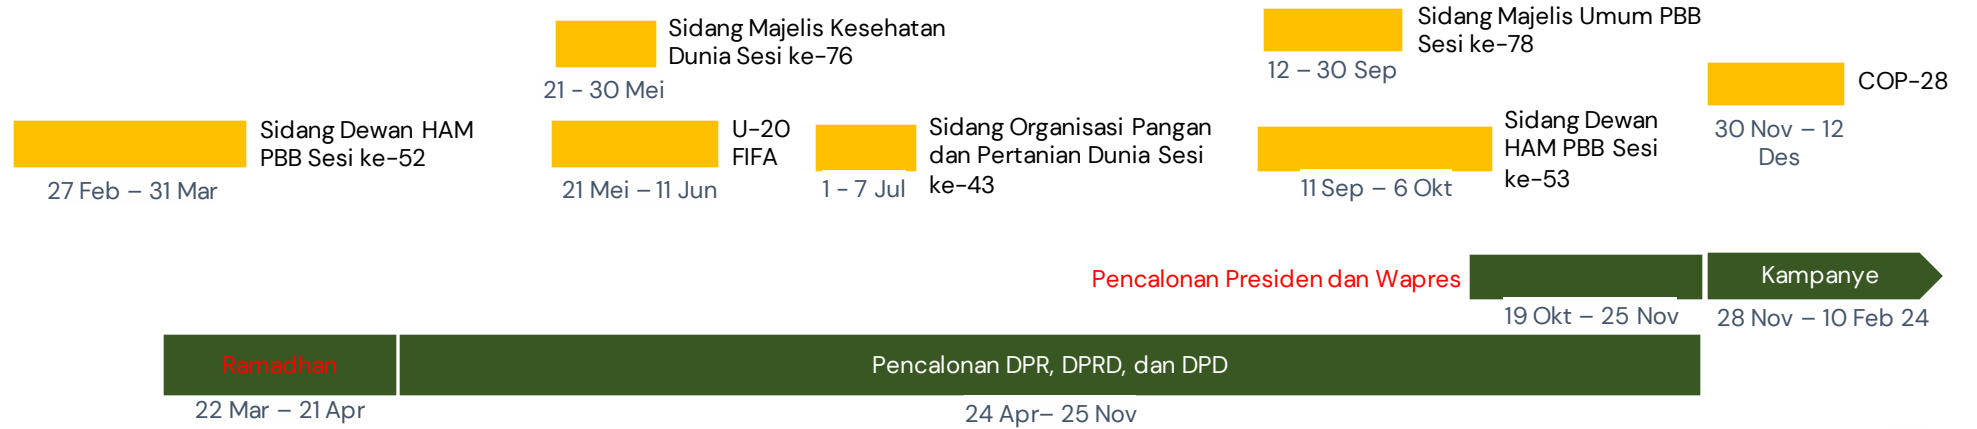 Sidang Majelis Kesehatan
Dunia Sesi ke-76
21 - 30 Mei
Sidang Majelis Umum PBB
Sesi ke-78
12 – 30 Sep
COP-28
30 Nov – 12
Des
Sidang Dewan HAM
PBB Sesi ke-52
27 Feb – 31 Mar
U-20
FIFA
21 Mei – 11 Jun
Sidang Organisasi Pangan
dan Pertanian Dunia Sesi
ke-43
1 - 7 Jul
Sidang Dewan
HAM PBB Sesi
ke-53
11 Sep – 6 Okt
Pencalonan Presiden dan Wapres
19 Okt – 25 Nov
Kampanye
28 Nov – 10 Feb 24
Ramadhan
22 Mar – 21 Apr
Pencalonan DPR, DPRD, dan DPD
24 Apr– 25 Nov